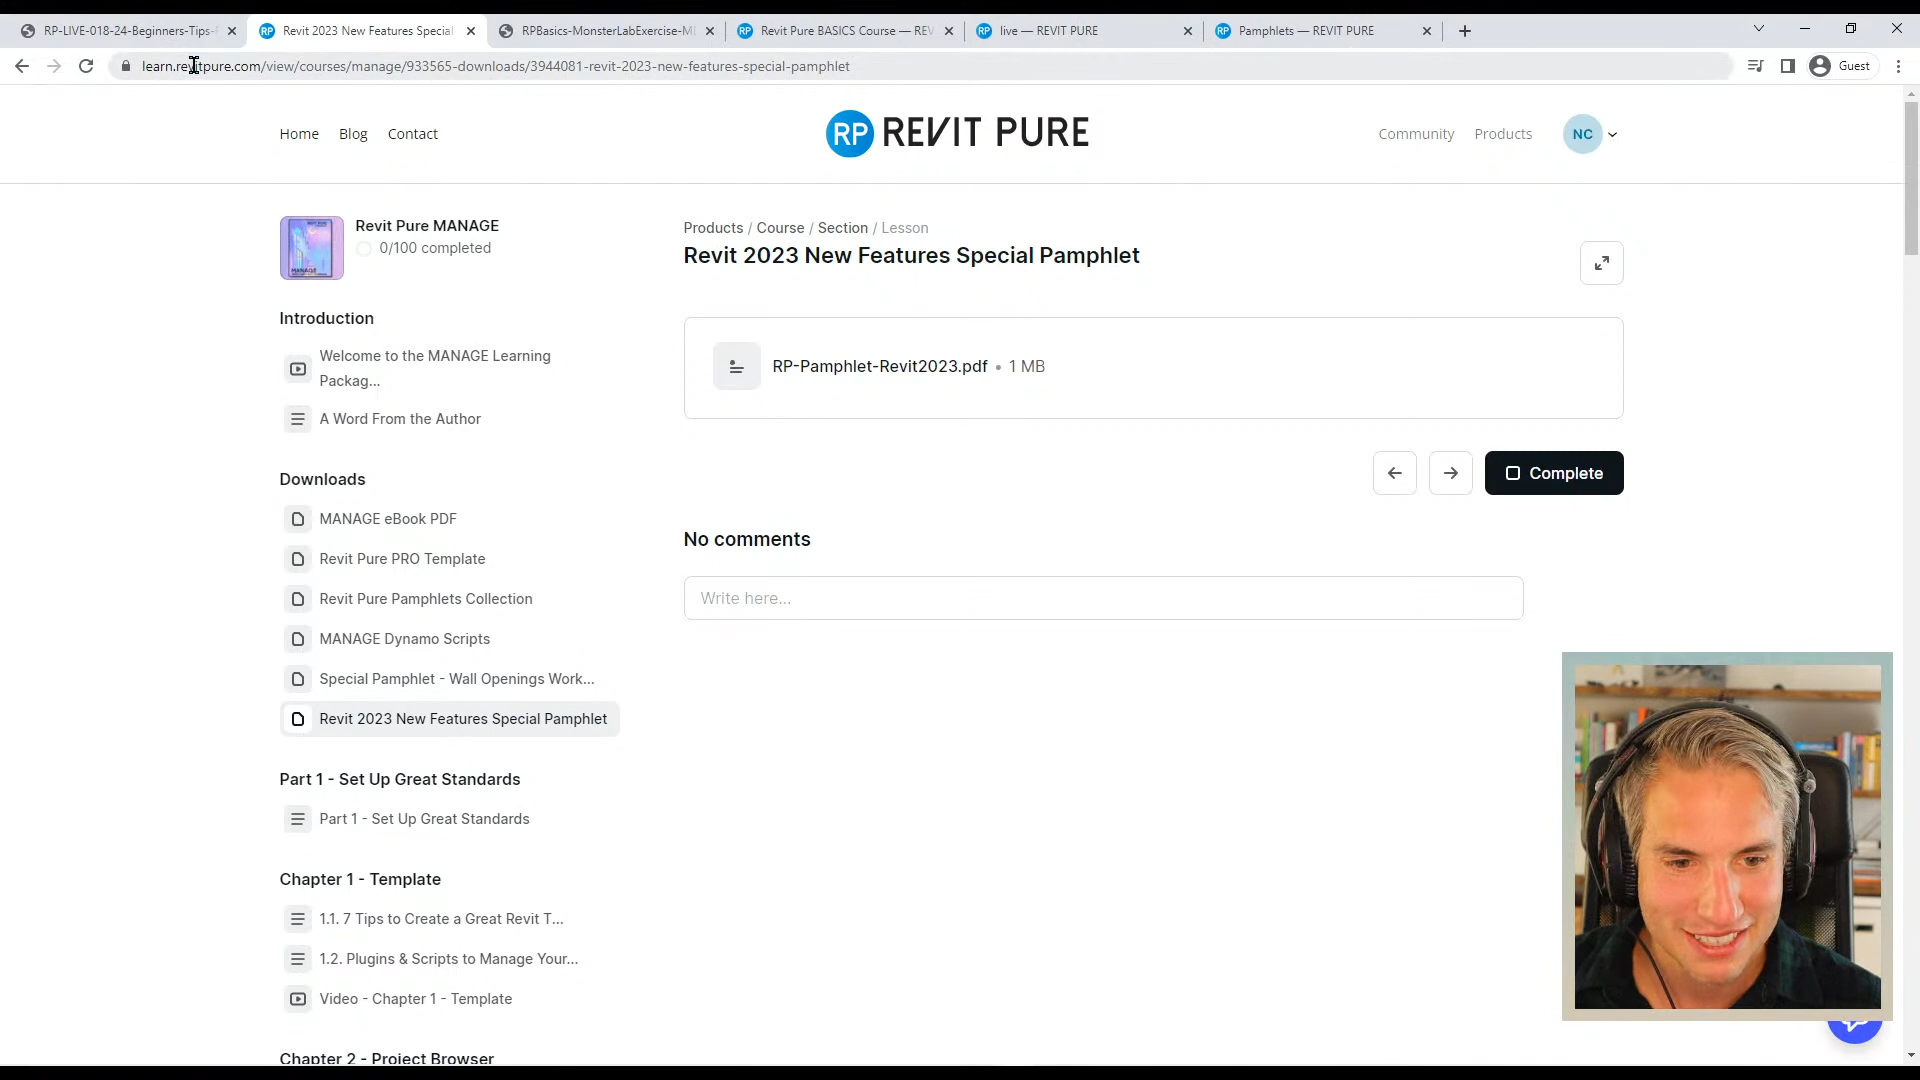 RP-LIVE-018-24-Beginners-Tips-
Revit 2023 New Features Special
RPBasics-MonsterLabExercise-M
Revit Pure BASICS Course — REV
live — REVIT PURE
Pamphlets — REVIT PURE
learn.revitpure.com/view/courses/manage/933565-downloads/3944081-revit-2023-new-features-special-pamphlet
Guest
Home
Blog
Contact
RP REVIT PURE
Community
Products
NC
Revit Pure MANAGE
0/100 completed
Introduction
Welcome to the MANAGE Learning
Packag...
A Word From the Author
Downloads
MANAGE eBook PDF
Revit Pure PRO Template
Revit Pure Pamphlets Collection
MANAGE Dynamo Scripts
Special Pamphlet - Wall Openings Work...
Revit 2023 New Features Special Pamphlet
Part 1 - Set Up Great Standards
Part 1 - Set Up Great Standards
Chapter 1 - Template
1.1. 7 Tips to Create a Great Revit T...
1.2. Plugins & Scripts to Manage Your...
Video - Chapter 1 - Template
Chapter 2 - Project Browser
Products / Course / Section / Lesson
Revit 2023 New Features Special Pamphlet
RP-Pamphlet-Revit2023.pdf • 1 MB
Complete
No comments
Write here...